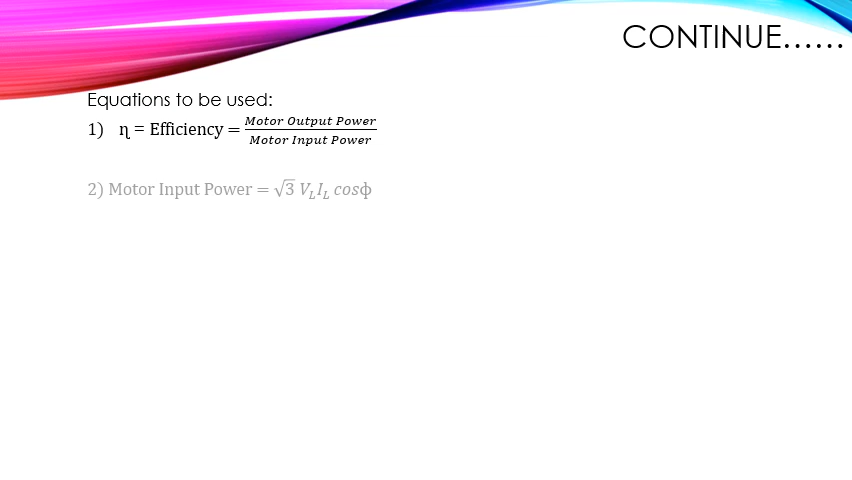 CONTINUE......
Equations to be used:
1) η = Efficiency = Motor Output Power / Motor Input Power
2) Motor Input Power = √3 V_L I_L cosф